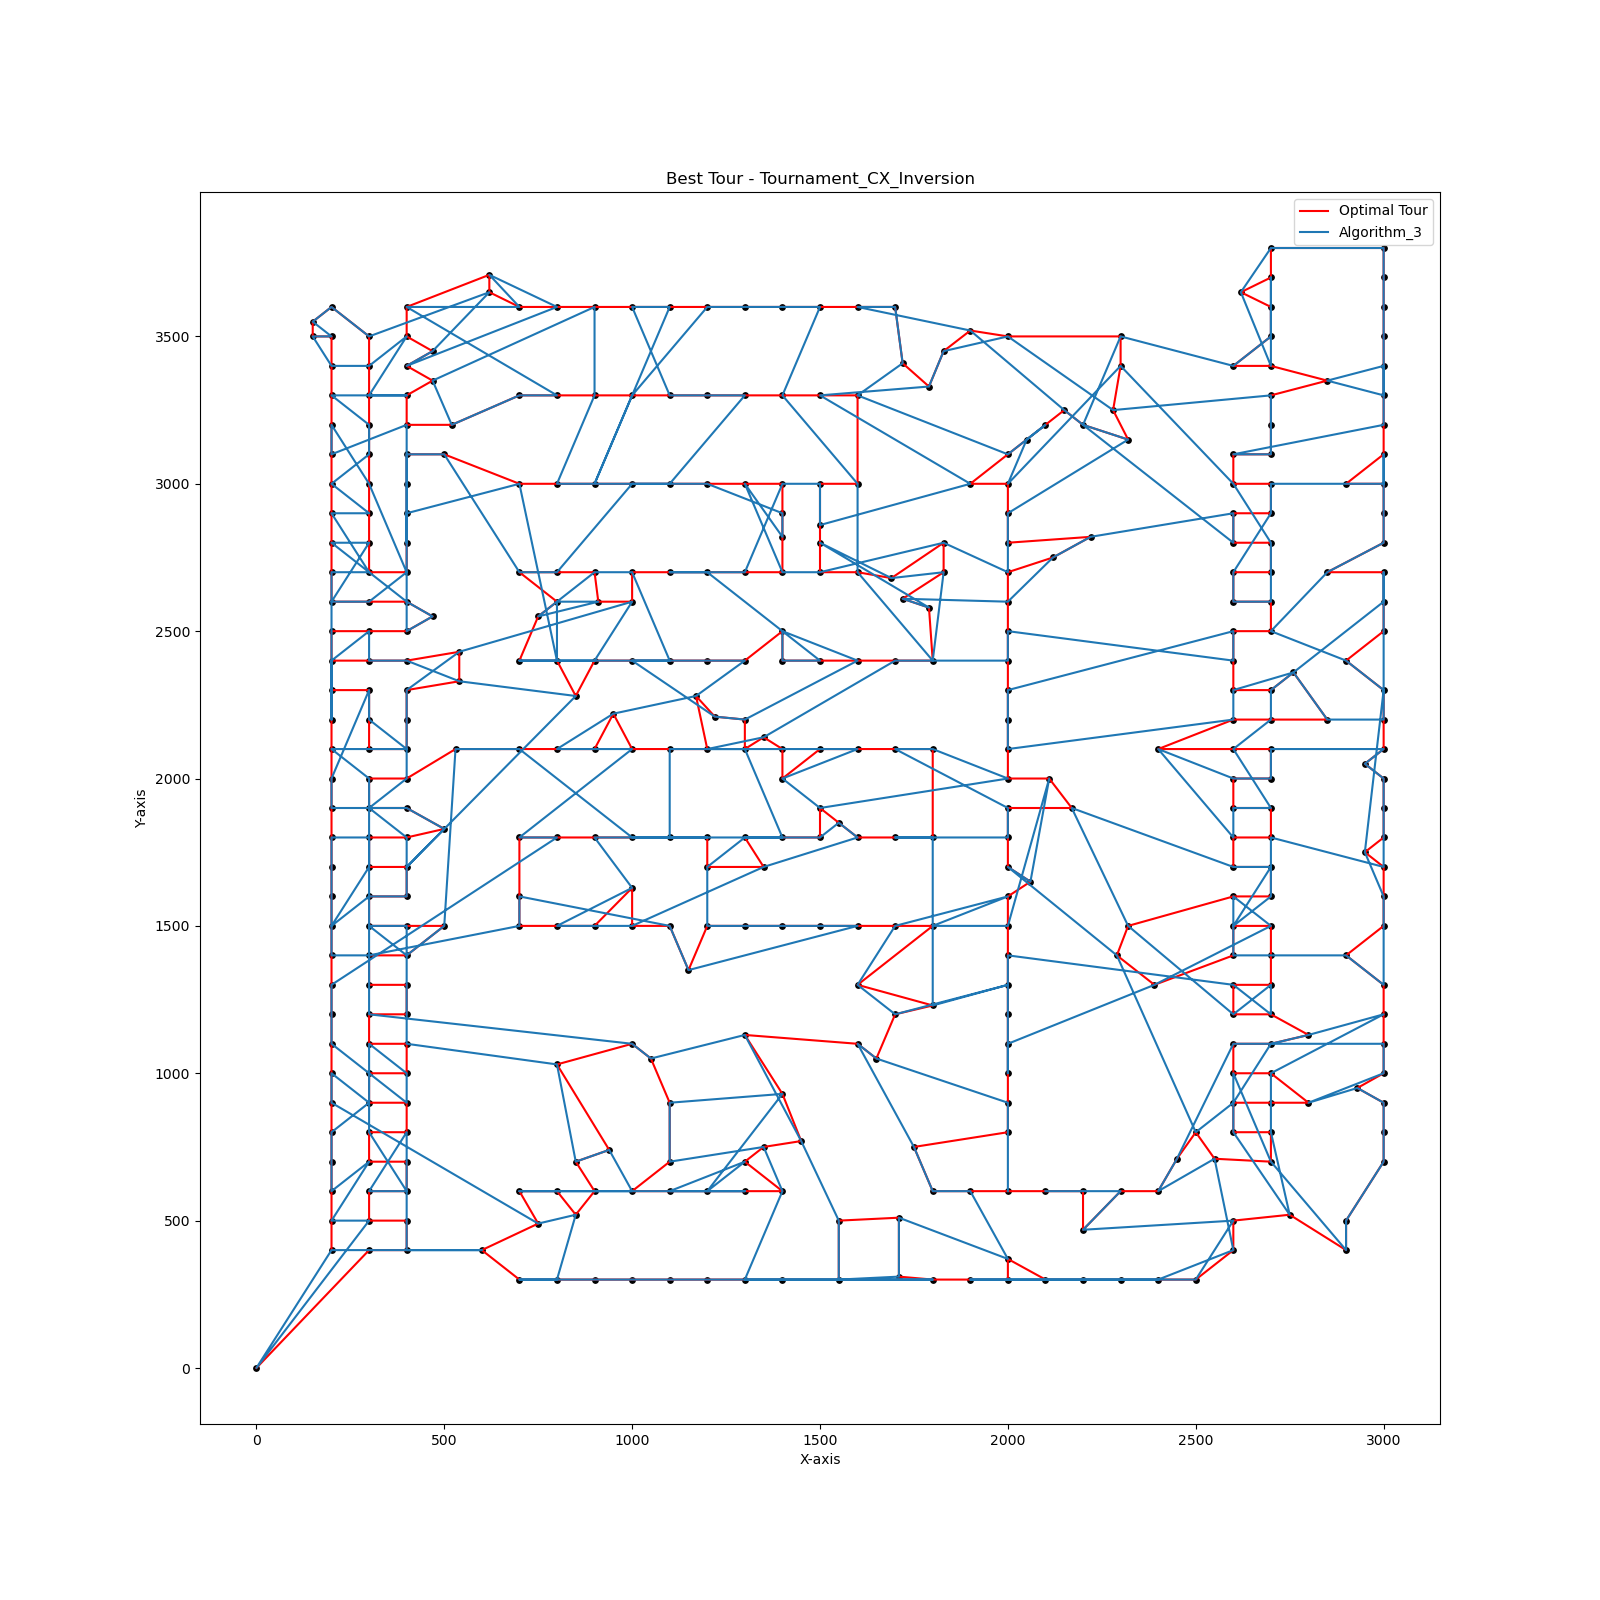 Best Tour - Tournament_CX_Inversion
Optimal Tour
Algorithm_3
3500
3000
2500
2000
1500
1000
500
0
Y-axis
0 500 1000 1500 2000 2500 3000
X-axis